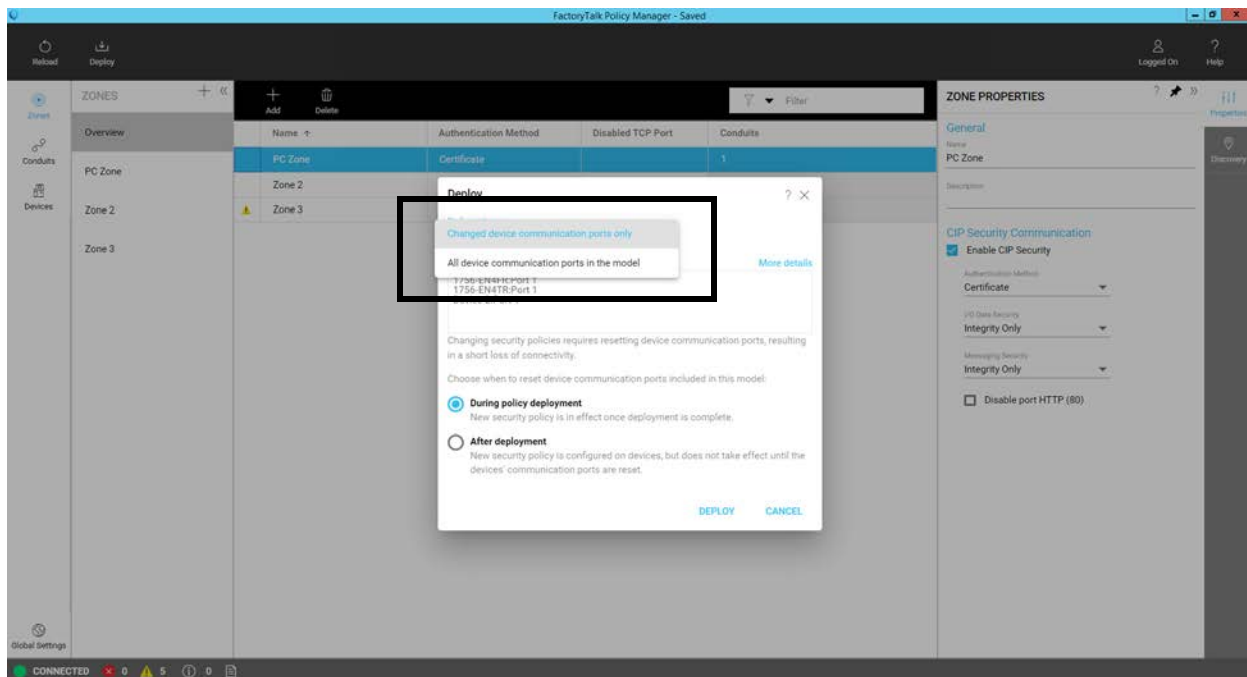 FactoryTalk Policy Manager - Saved
Reload
Deploy
Logged On
? Help
Zones
Conduits
Devices
Global Settings
ZONES
Overview
PC Zone
Zone 2
Zone 3
Add
Delete
Filter
Name
Authentication Method
Disabled TCP Port
Conduits
PC Zone
Certificate
1
Zone 2
Zone 3
Deploy
Changed device communication ports only
All device communication ports in the model
More details
1756-EN4TR:Port 1
Changing security policies requires resetting device communication ports, resulting
in a short loss of connectivity.
Choose when to reset device communication ports included in this model:
During policy deployment
New security policy is in effect once deployment is complete.
After deployment
New security policy is configured on devices, but does not take effect until the
devices' communication ports are reset.
DEPLOY
CANCEL
ZONE PROPERTIES
General
Name
PC Zone
Description
CIP Security Communication
Enable CIP Security
Authentication Method
Certificate
I/O Data Security
Integrity Only
Messaging Security
Integrity Only
Disable port HTTP (80)
Properties
Discovery
CONNECTED
0
5
0